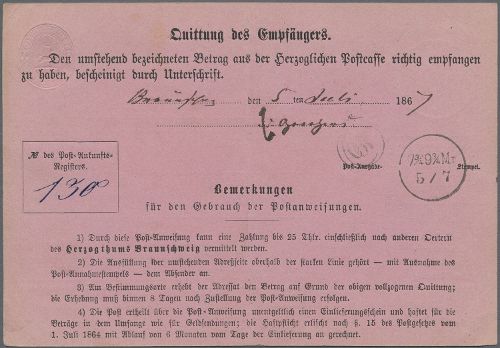 Quittung des Empfängers.
Den umstehend bezeichneten Betrag aus der Herzoglichen Postcasse richtig empfangen
zu haben, bescheinigt durch Unterschrift.
den 5 ten Juli 1867
№ des Post-Ankunfts-
Registers.
130
Post-Ausgabe-
Stempel.
5/7
Bemerkungen
für den Gebrauch der Postanweisungen.
1) Durch diese Post-Anweisung kann eine Zahlung bis 25 Thlr. einschließlich nach anderen Oertern
des Herzogthums Braunschweig vermittelt werden.
2) Die Ausfüllung der umstehenden Adreßseite oberhalb der starken Linie gehört — mit Ausnahme des
Post-Annahmestempels — dem Absender an.
3) Am Bestimmungsorte erhebt der Adressat den Betrag auf Grund der obigen vollzogenen Quittung;
die Erhebung muß binnen 8 Tagen nach Zustellung der Post-Anweisung erfolgen.
4) Die Post ertheilt über die Post-Anweisung unentgeltlich einen Einlieferungsschein und haftet für die
Beträge in dem Umfange wie für Geldsendungen; die Haftpflicht erlischt nach §. 15 des Postgesetzes vom
1. Juli 1864 mit Ablauf von 6 Monaten vom Tage der Einlieferung an gerechnet.